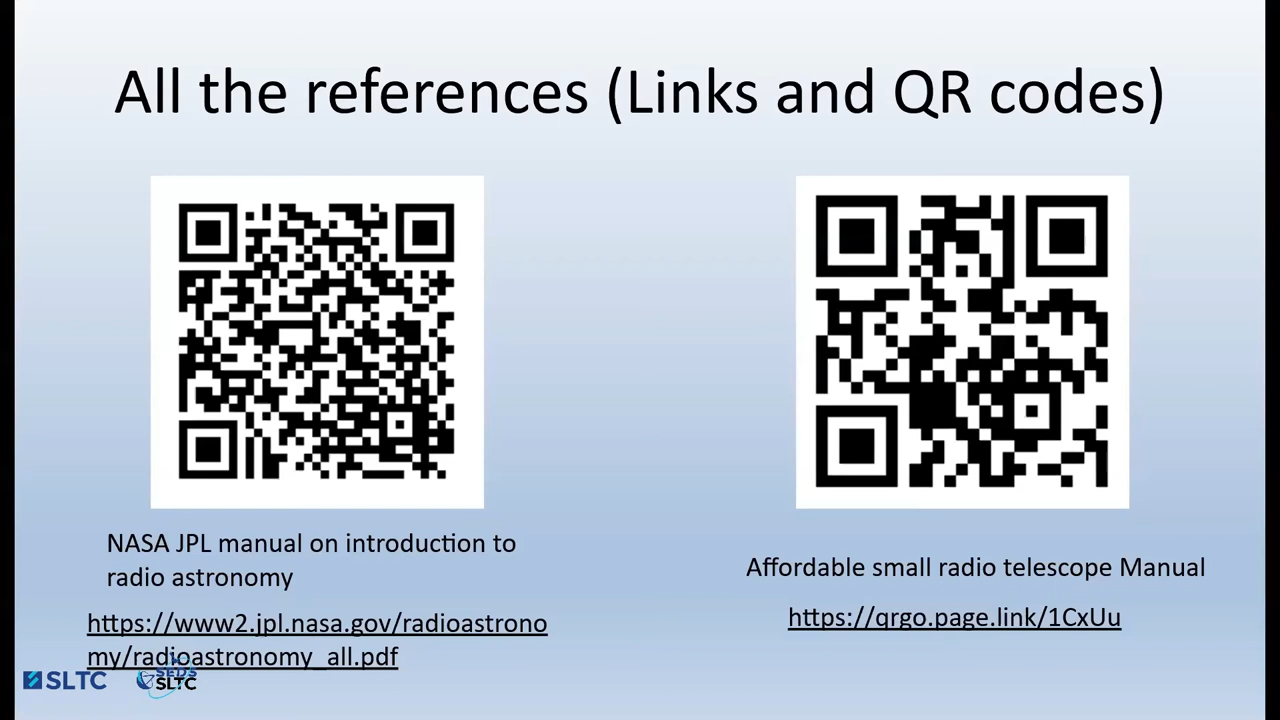 All the references (Links and QR codes)
NASA JPL manual on introduction to
radio astronomy
https://www2.jpl.nasa.gov/radioastrono
my/radioastronomy_all.pdf
Affordable small radio telescope Manual
https://qrgo.page.link/1CxUu
SLTC
SEDS
SLTC